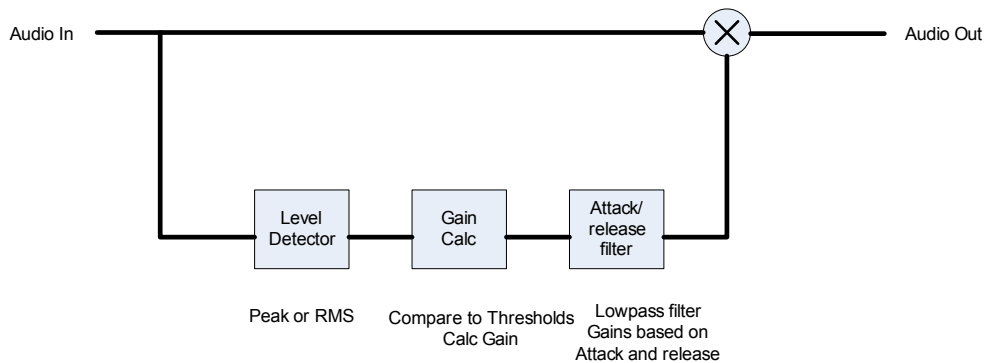 Audio In
Audio Out
Level
Detector
Gain
Calc
Attack/
release
filter
Peak or RMS
Compare to Thresholds
Calc Gain
Lowpass filter
Gains based on
Attack and release